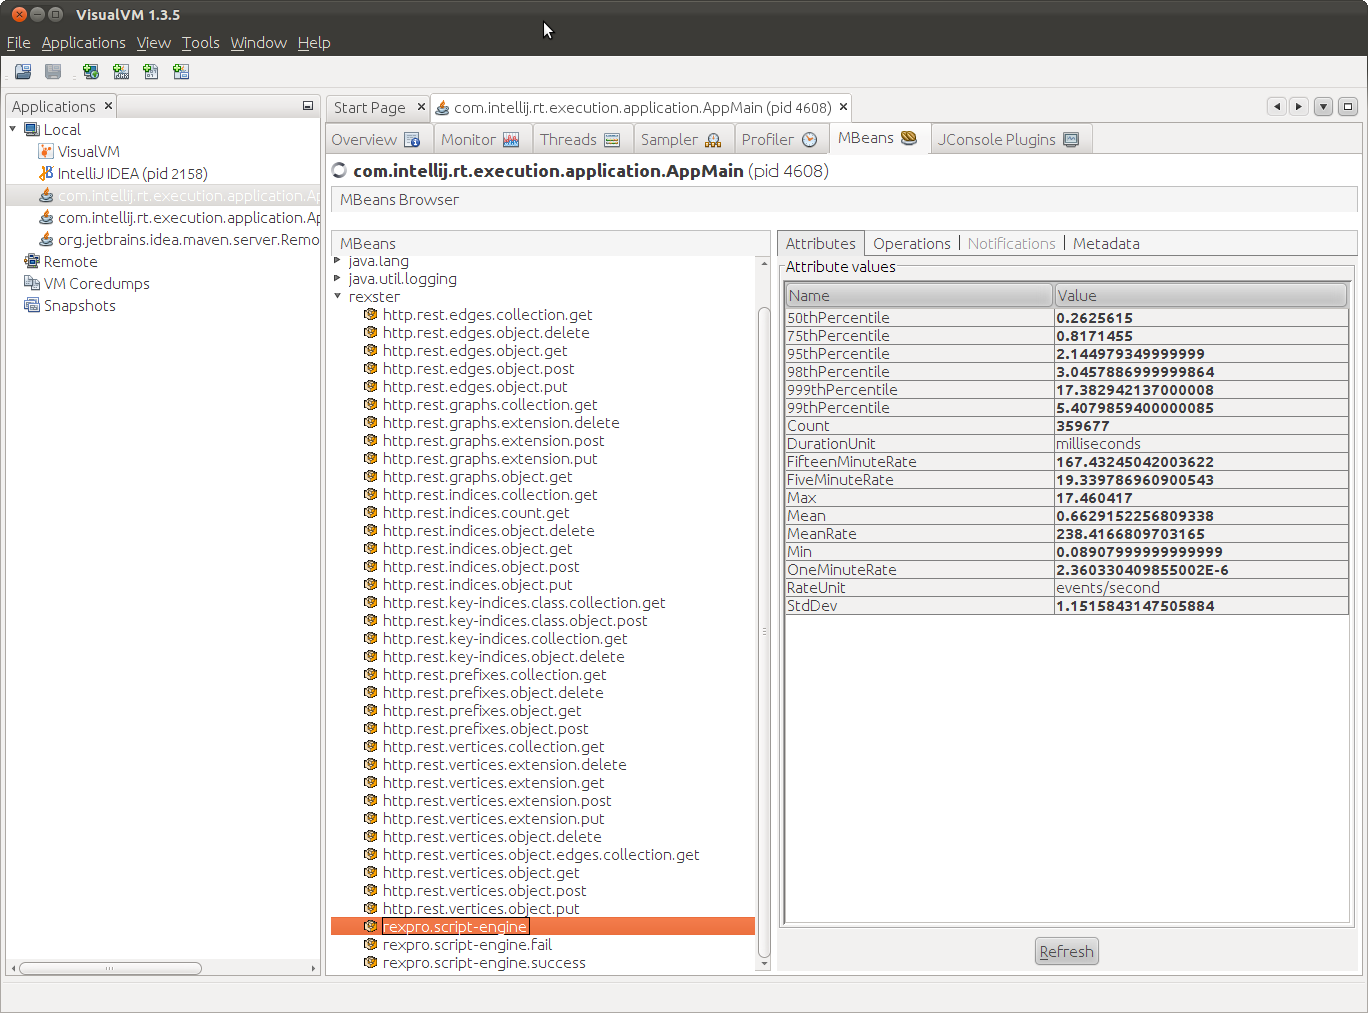 VisualVM 1.3.5
File Applications View Tools Window Help
Applications
Local
VisualVM
IntelliJ IDEA (pid 2158)
com.intellij.rt.execution.application.Ap
com.intellij.rt.execution.application.Ap
org.jetbrains.idea.maven.server.Remo
Remote
VM Coredumps
Snapshots
Start Page com.intellij.rt.execution.application.AppMain (pid 4608)
Overview Monitor Threads Sampler Profiler MBeans JConsole Plugins
com.intellij.rt.execution.application.AppMain (pid 4608)
MBeans Browser
MBeans
java.lang
java.util.logging
rexster
http.rest.edges.collection.get
http.rest.edges.object.delete
http.rest.edges.object.get
http.rest.edges.object.post
http.rest.edges.object.put
http.rest.graphs.collection.get
http.rest.graphs.extension.delete
http.rest.graphs.extension.post
http.rest.graphs.extension.put
http.rest.graphs.object.get
http.rest.indices.collection.get
http.rest.indices.count.get
http.rest.indices.object.delete
http.rest.indices.object.get
http.rest.indices.object.post
http.rest.indices.object.put
http.rest.key-indices.class.collection.get
http.rest.key-indices.class.object.post
http.rest.key-indices.collection.get
http.rest.key-indices.object.delete
http.rest.prefixes.collection.get
http.rest.prefixes.object.delete
http.rest.prefixes.object.get
http.rest.prefixes.object.post
http.rest.vertices.collection.get
http.rest.vertices.extension.delete
http.rest.vertices.extension.get
http.rest.vertices.extension.post
http.rest.vertices.extension.put
http.rest.vertices.object.delete
http.rest.vertices.object.edges.collection.get
http.rest.vertices.object.get
http.rest.vertices.object.post
http.rest.vertices.object.put
rexpro.script-engine
rexpro.script-engine.fail
rexpro.script-engine.success
Attributes Operations Notifications Metadata
Attribute values
Name Value
50thPercentile 0.2625615
75thPercentile 0.8171455
95thPercentile 2.144979349999999
98thPercentile 3.0457886999999864
999thPercentile 17.382942137000008
99thPercentile 5.4079859400000085
Count 359677
DurationUnit milliseconds
FifteenMinuteRate 167.43245042003622
FiveMinuteRate 19.339786960900543
Max 17.460417
Mean 0.6629152256809338
MeanRate 238.4166809703165
Min 0.08907999999999999
OneMinuteRate 2.360330409855002E-6
RateUnit events/second
StdDev 1.1515843147505884
Refresh